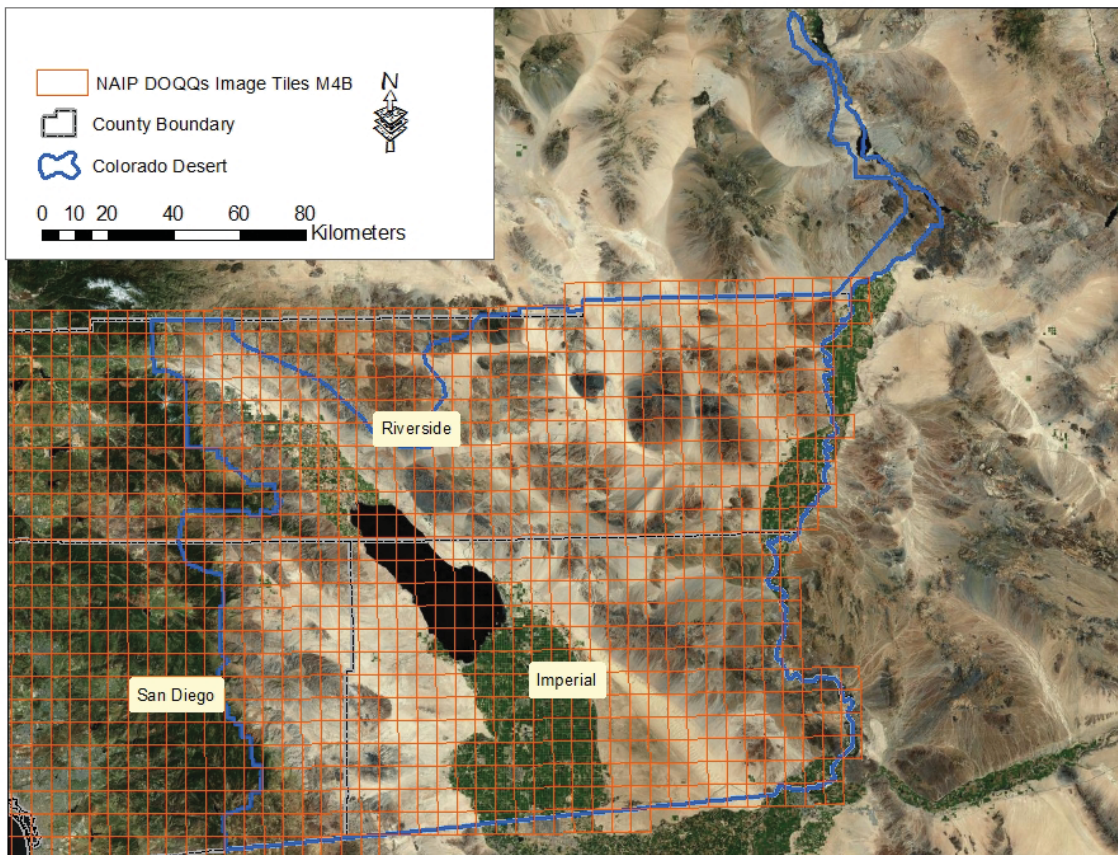 NAIP DOQQs Image Tiles M4B
N
County Boundary
Colorado Desert
0 10 20 40 60 80
Kilometers
Riverside
Imperial
San Diego